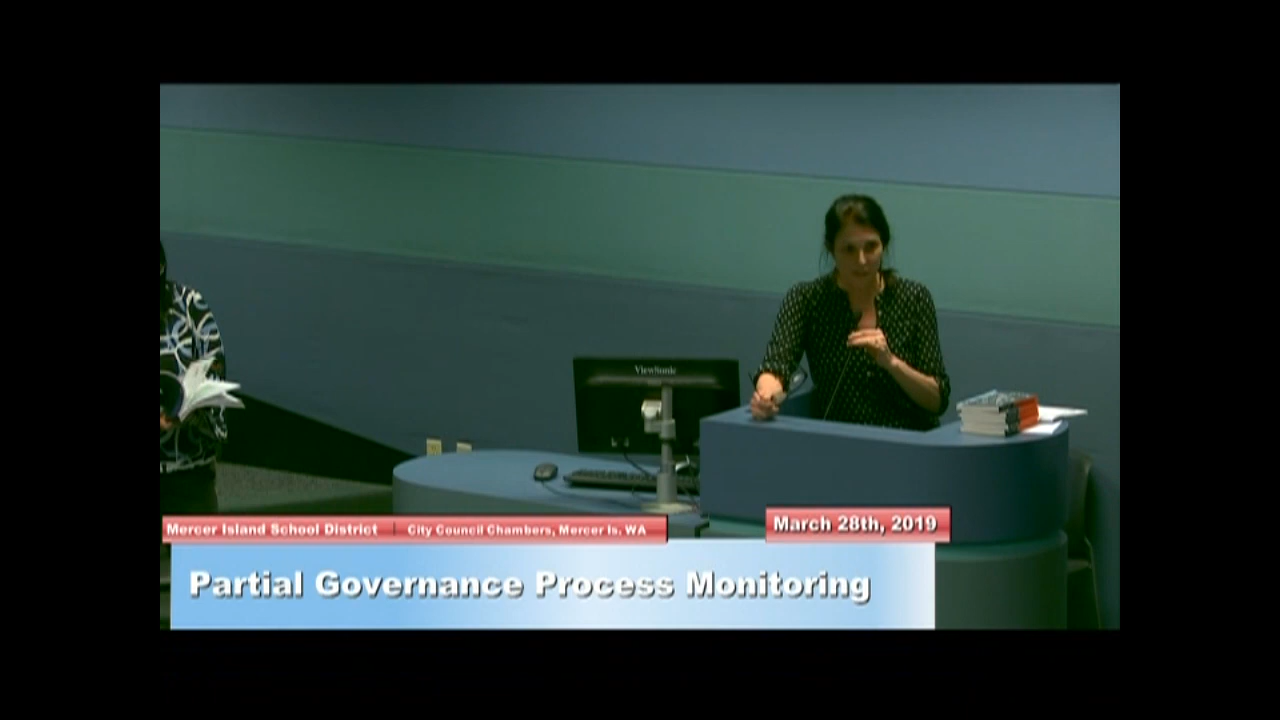 ViewSonic
Mercer Island School District | City Council Chambers, Mercer Is, WA
March 28th, 2019
Partial Governance Process Monitoring